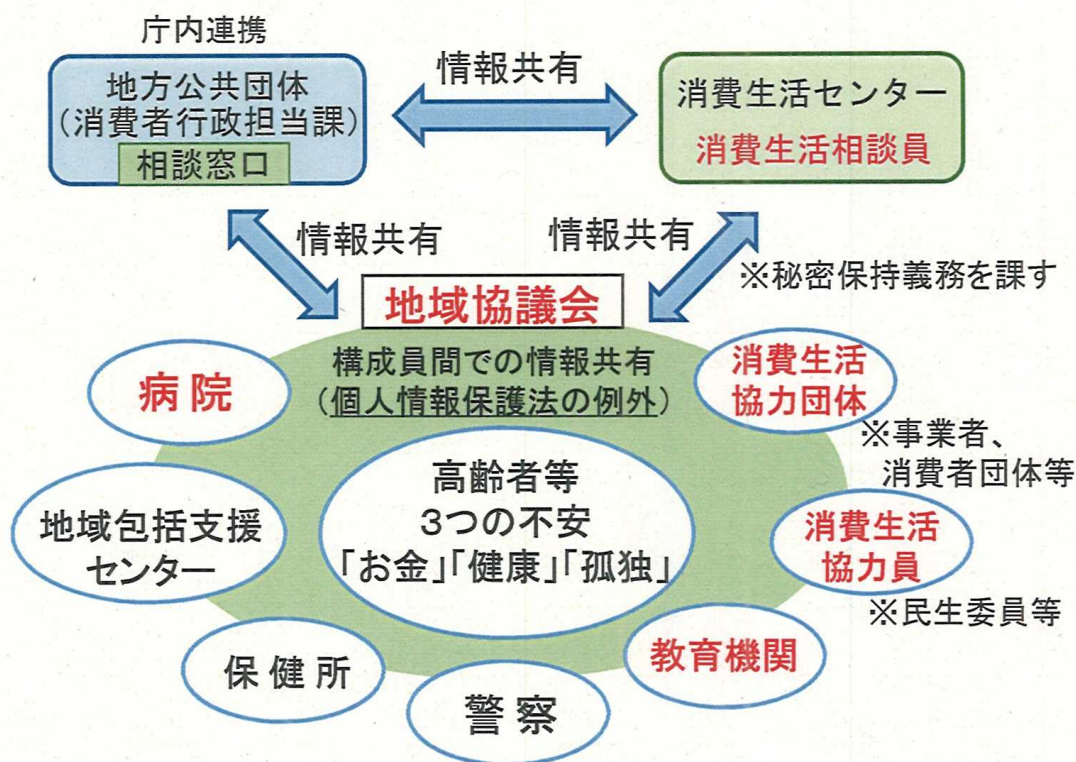 庁内連携
地方公共団体
(消費者行政担当課)
相談窓口
情報共有
消費生活センター
消費生活相談員
情報共有
情報共有
※秘密保持義務を課す
地域協議会
構成員間での情報共有
(個人情報保護法の例外)
病院
消費生活
協力団体
※事業者、
消費者団体等
高齢者等
3つの不安
「お金」「健康」「孤独」
地域包括支援
センター
消費生活
協力員
※民生委員等
保健所
警察
教育機関